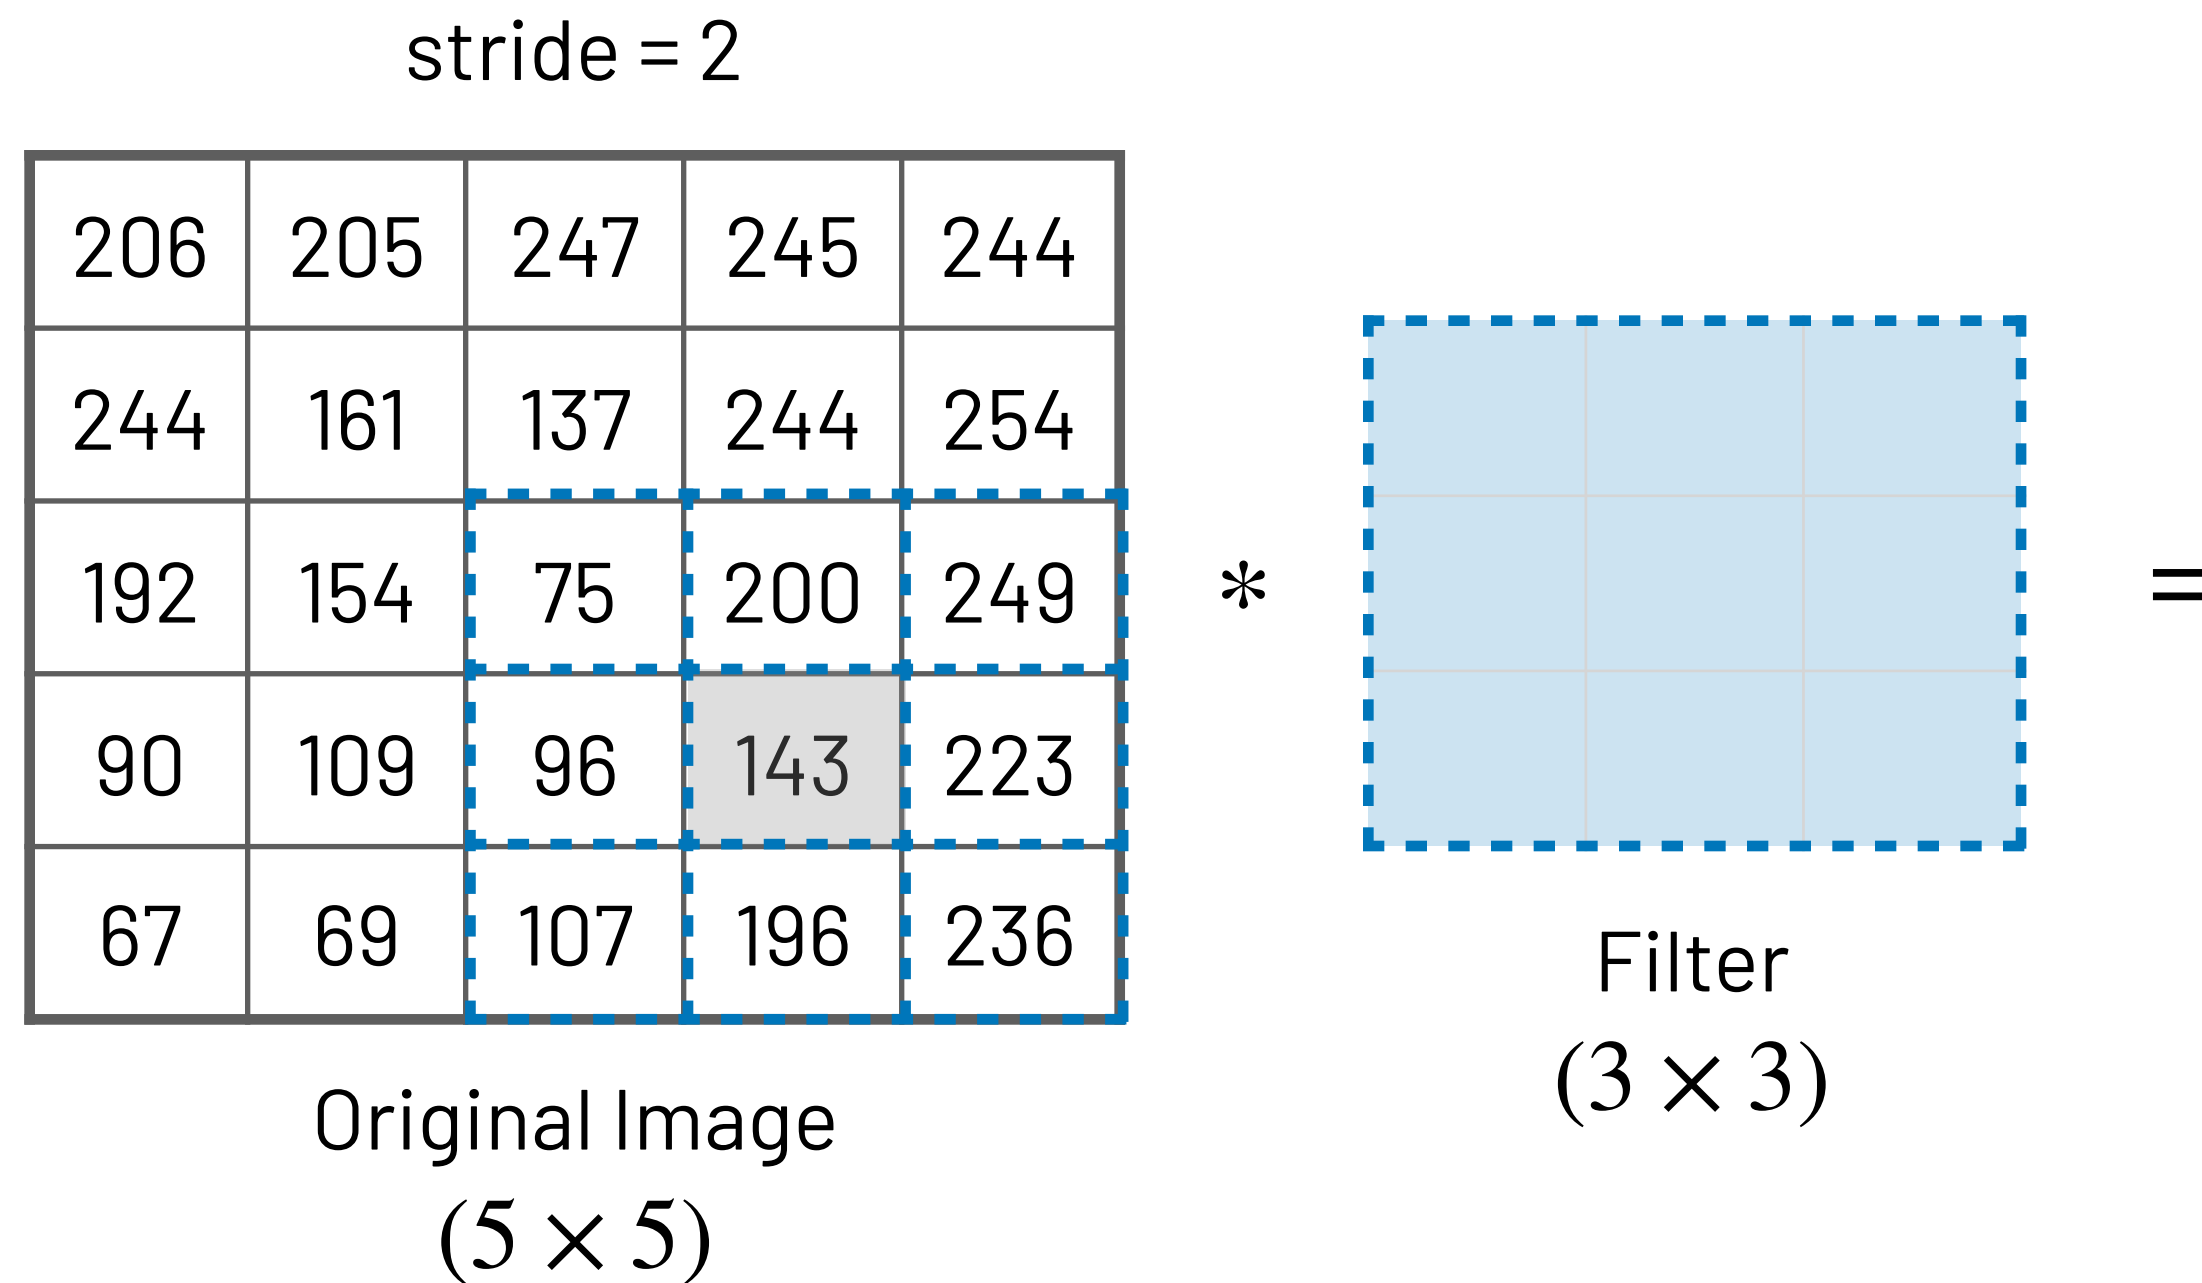 stride = 2
206 205 247 245 244
244 161 137 244 254
192 154 75 200 249
90 109 96 143 223
67 69 107 196 236
*
=
Filter
(3 × 3)
Original Image
(5 × 5)